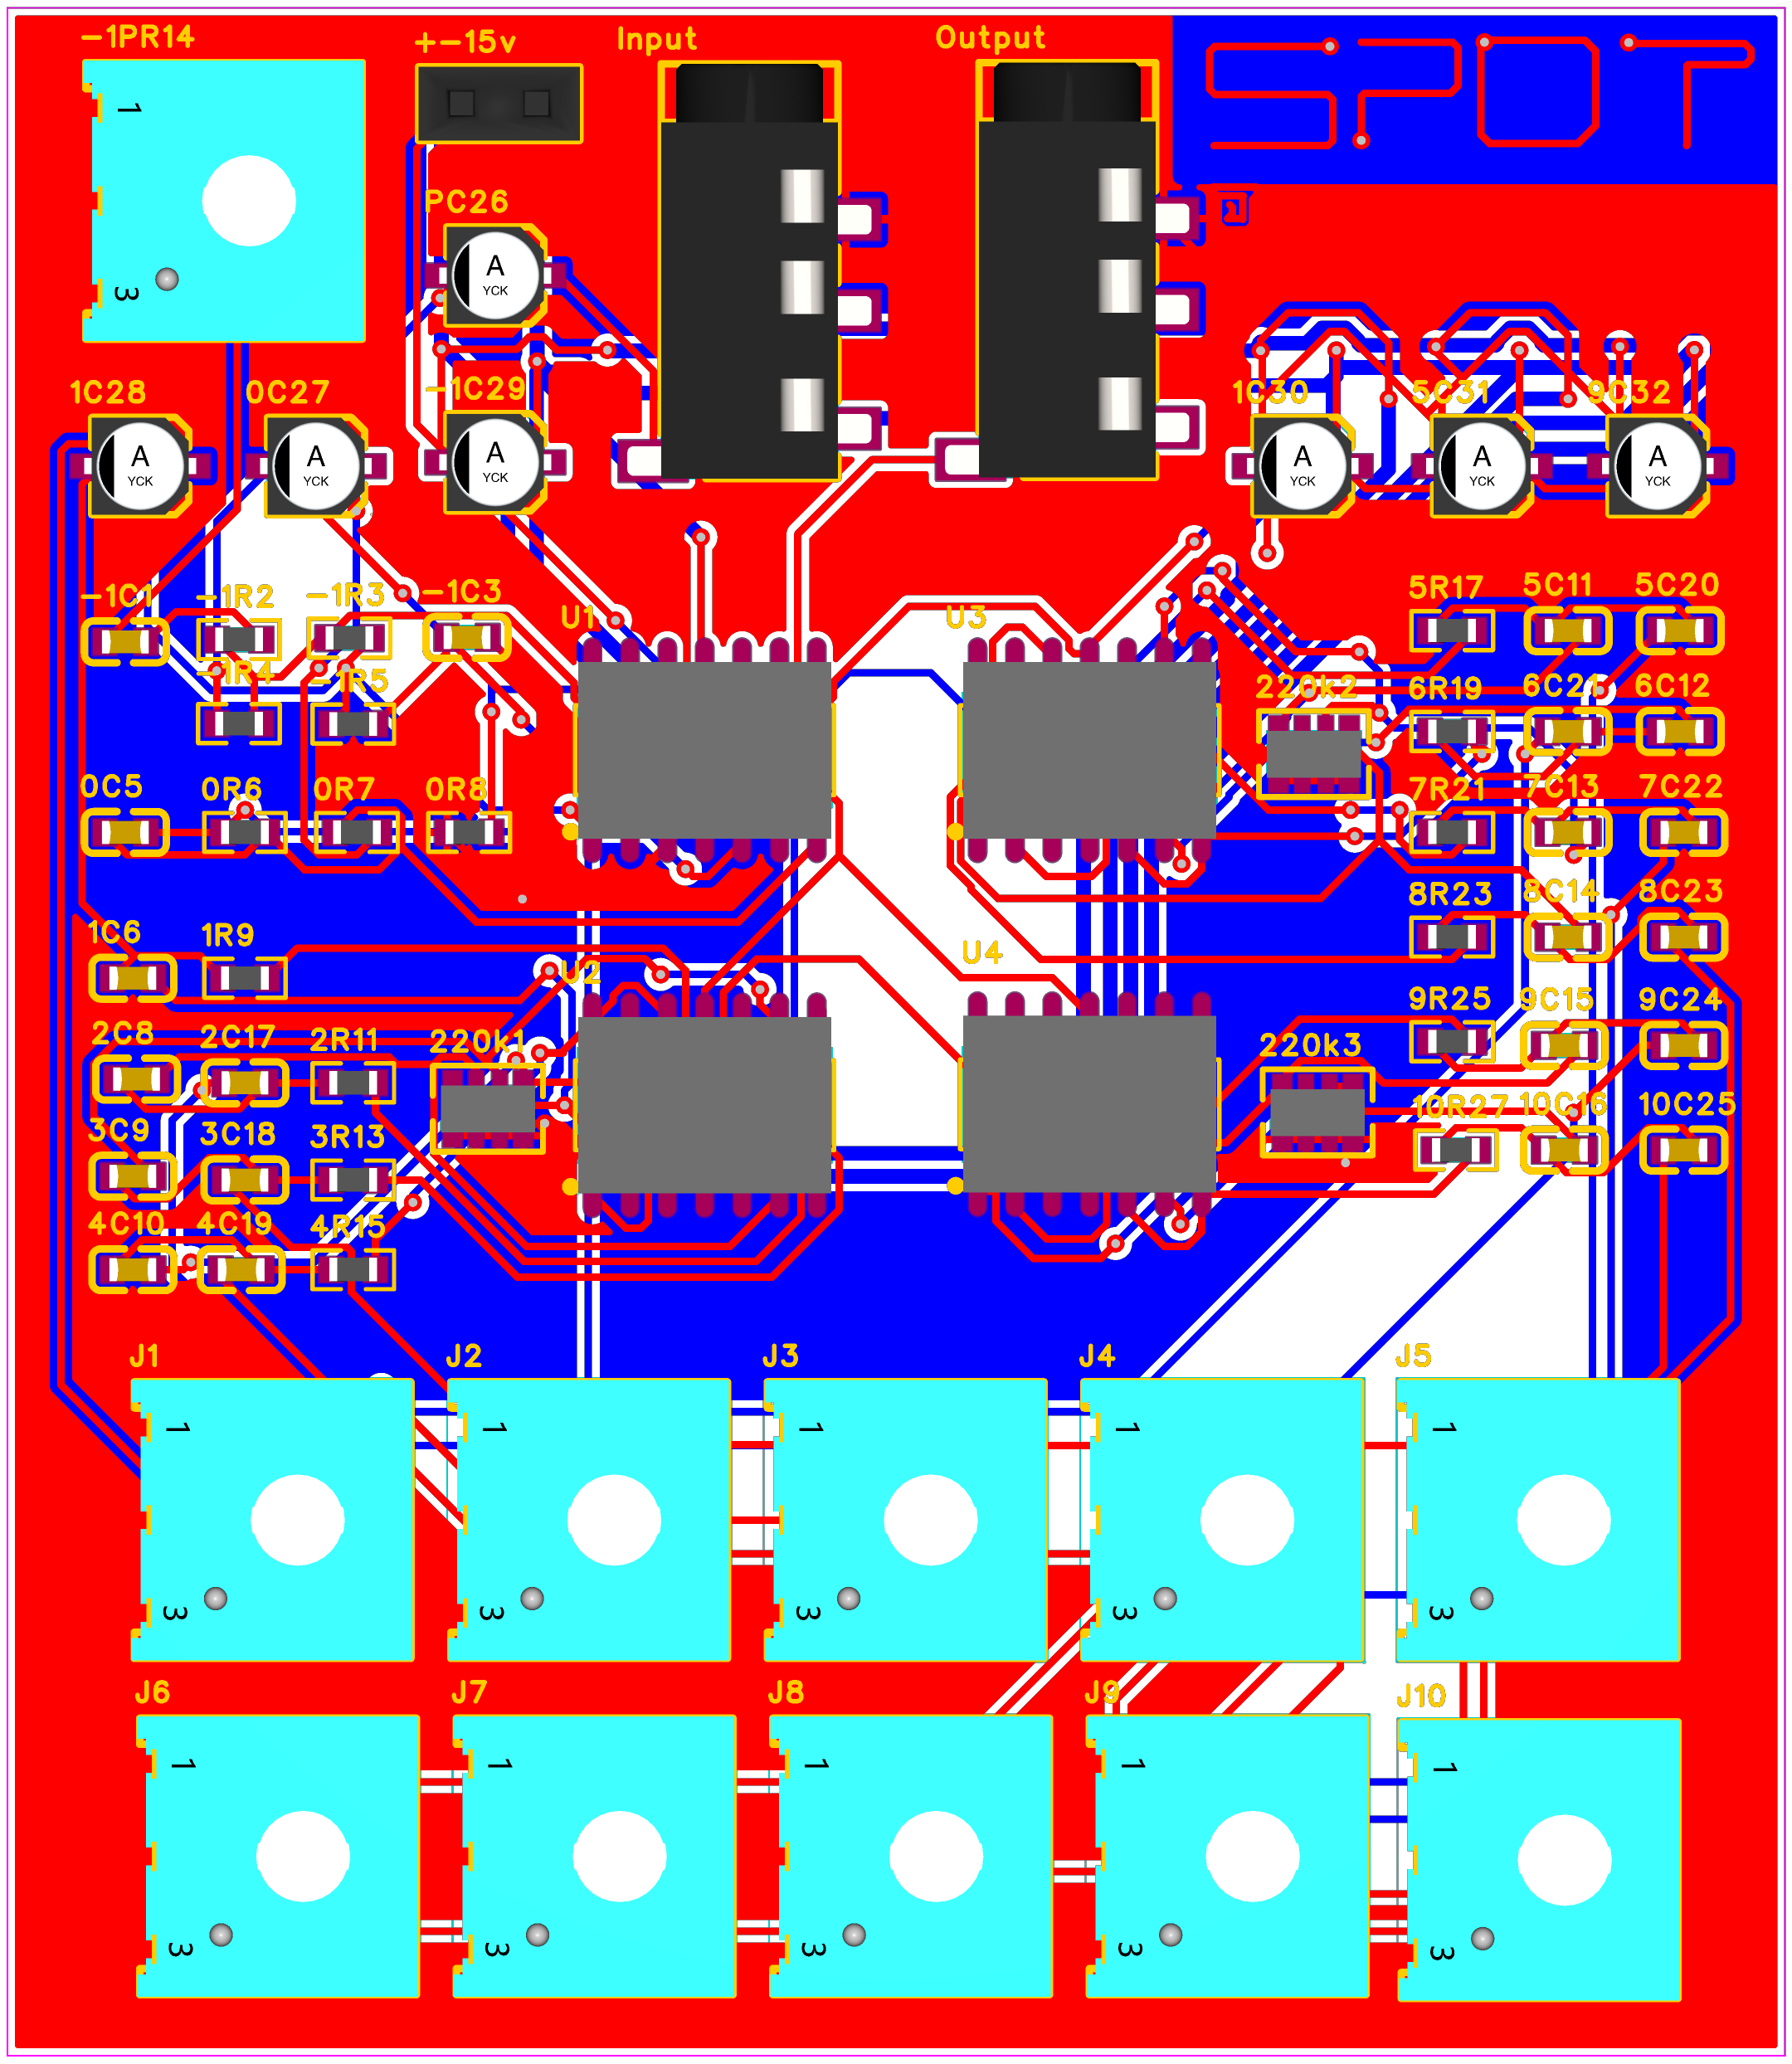 -1PR14 +-15v Input Output
1
3
PC26
A
YCK
1C28 0C27 -1C29 1C30 5C31 9C32
A A A A A A
YCK YCK YCK YCK YCK YCK
-1C1 -1R2 -1R3 -1C3 U1 U3 5R17 5C11 5C20
-1R4 -1R5 220k2 6R19 6C21 6C12
0C5 0R6 0R7 0R8 7R21 7C13 7C22
8R23 8C14 8C23
1C6 1R9 U2 U4
9R25 9C15 9C24
2C8 2C17 2R11 220k1 220k3
10R27 10C16 10C25
3C9 3C18 3R13
4C10 4C19 4R15
J1 J2 J3 J4 J5
1 1 1 1 1
3 3 3 3 3
J6 J7 J8 J9 J10
1 1 1 1 1
3 3 3 3 3